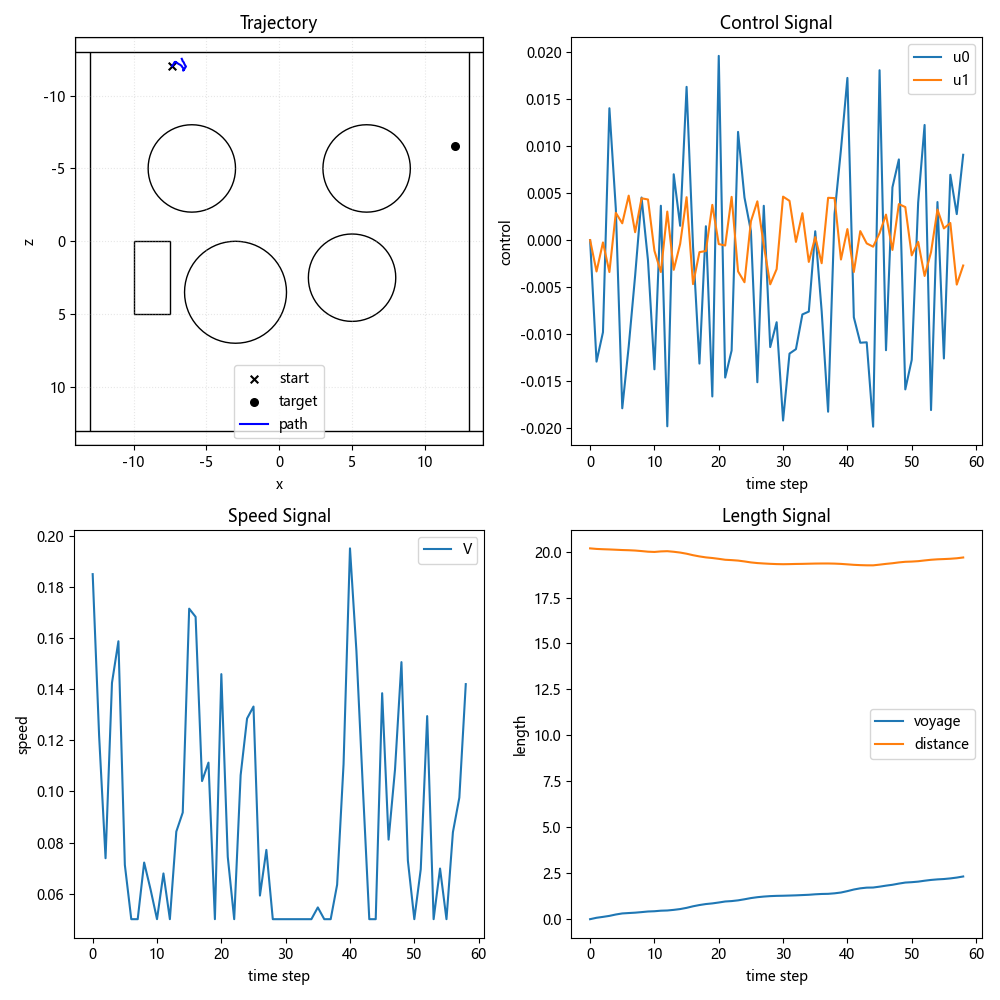 Trajectory
-10
-5
0
5
10
z
-10
-5
0
5
10
x
start
target
path
Control Signal
0.020
0.015
0.010
0.005
0.000
-0.005
-0.010
-0.015
-0.020
control
0
10
20
30
40
50
60
time step
u0
u1
Speed Signal
0.20
0.18
0.16
0.14
0.12
0.10
0.08
0.06
speed
0
10
20
30
40
50
60
time step
V
Length Signal
20.0
17.5
15.0
12.5
10.0
7.5
5.0
2.5
0.0
length
0
10
20
30
40
50
60
time step
voyage
distance